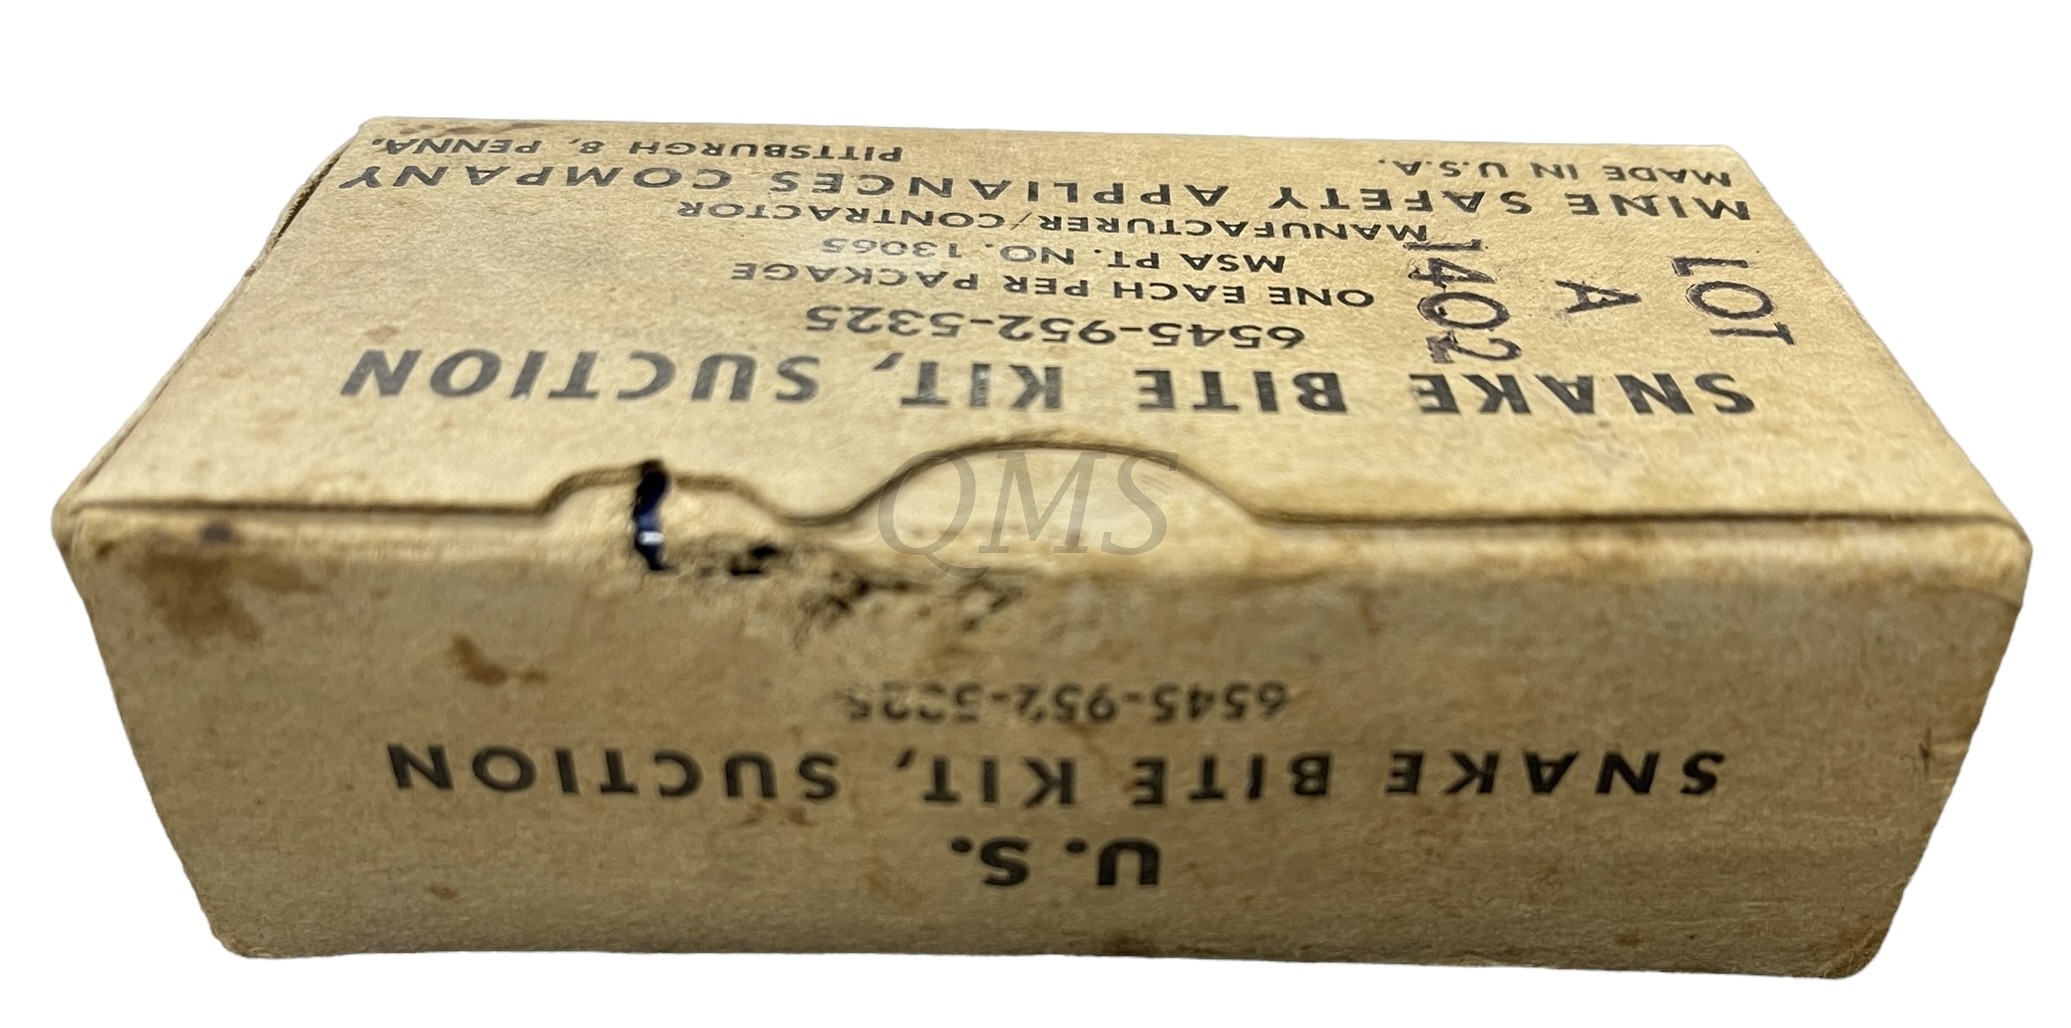 SNAKE BITE KIT, SUCTION
6545-952-5325
ONE EACH PER PACKAGE
MSA PT. NO. 13065
MANUFACTURER/CONTRACTOR
MINE SAFETY APPLIANCES COMPANY
MADE IN U.S.A. PITTSBURGH 8, PENNA.
LOT
A
1402
QMS
U.S.
SNAKE BITE KIT, SUCTION
6545-952-5325